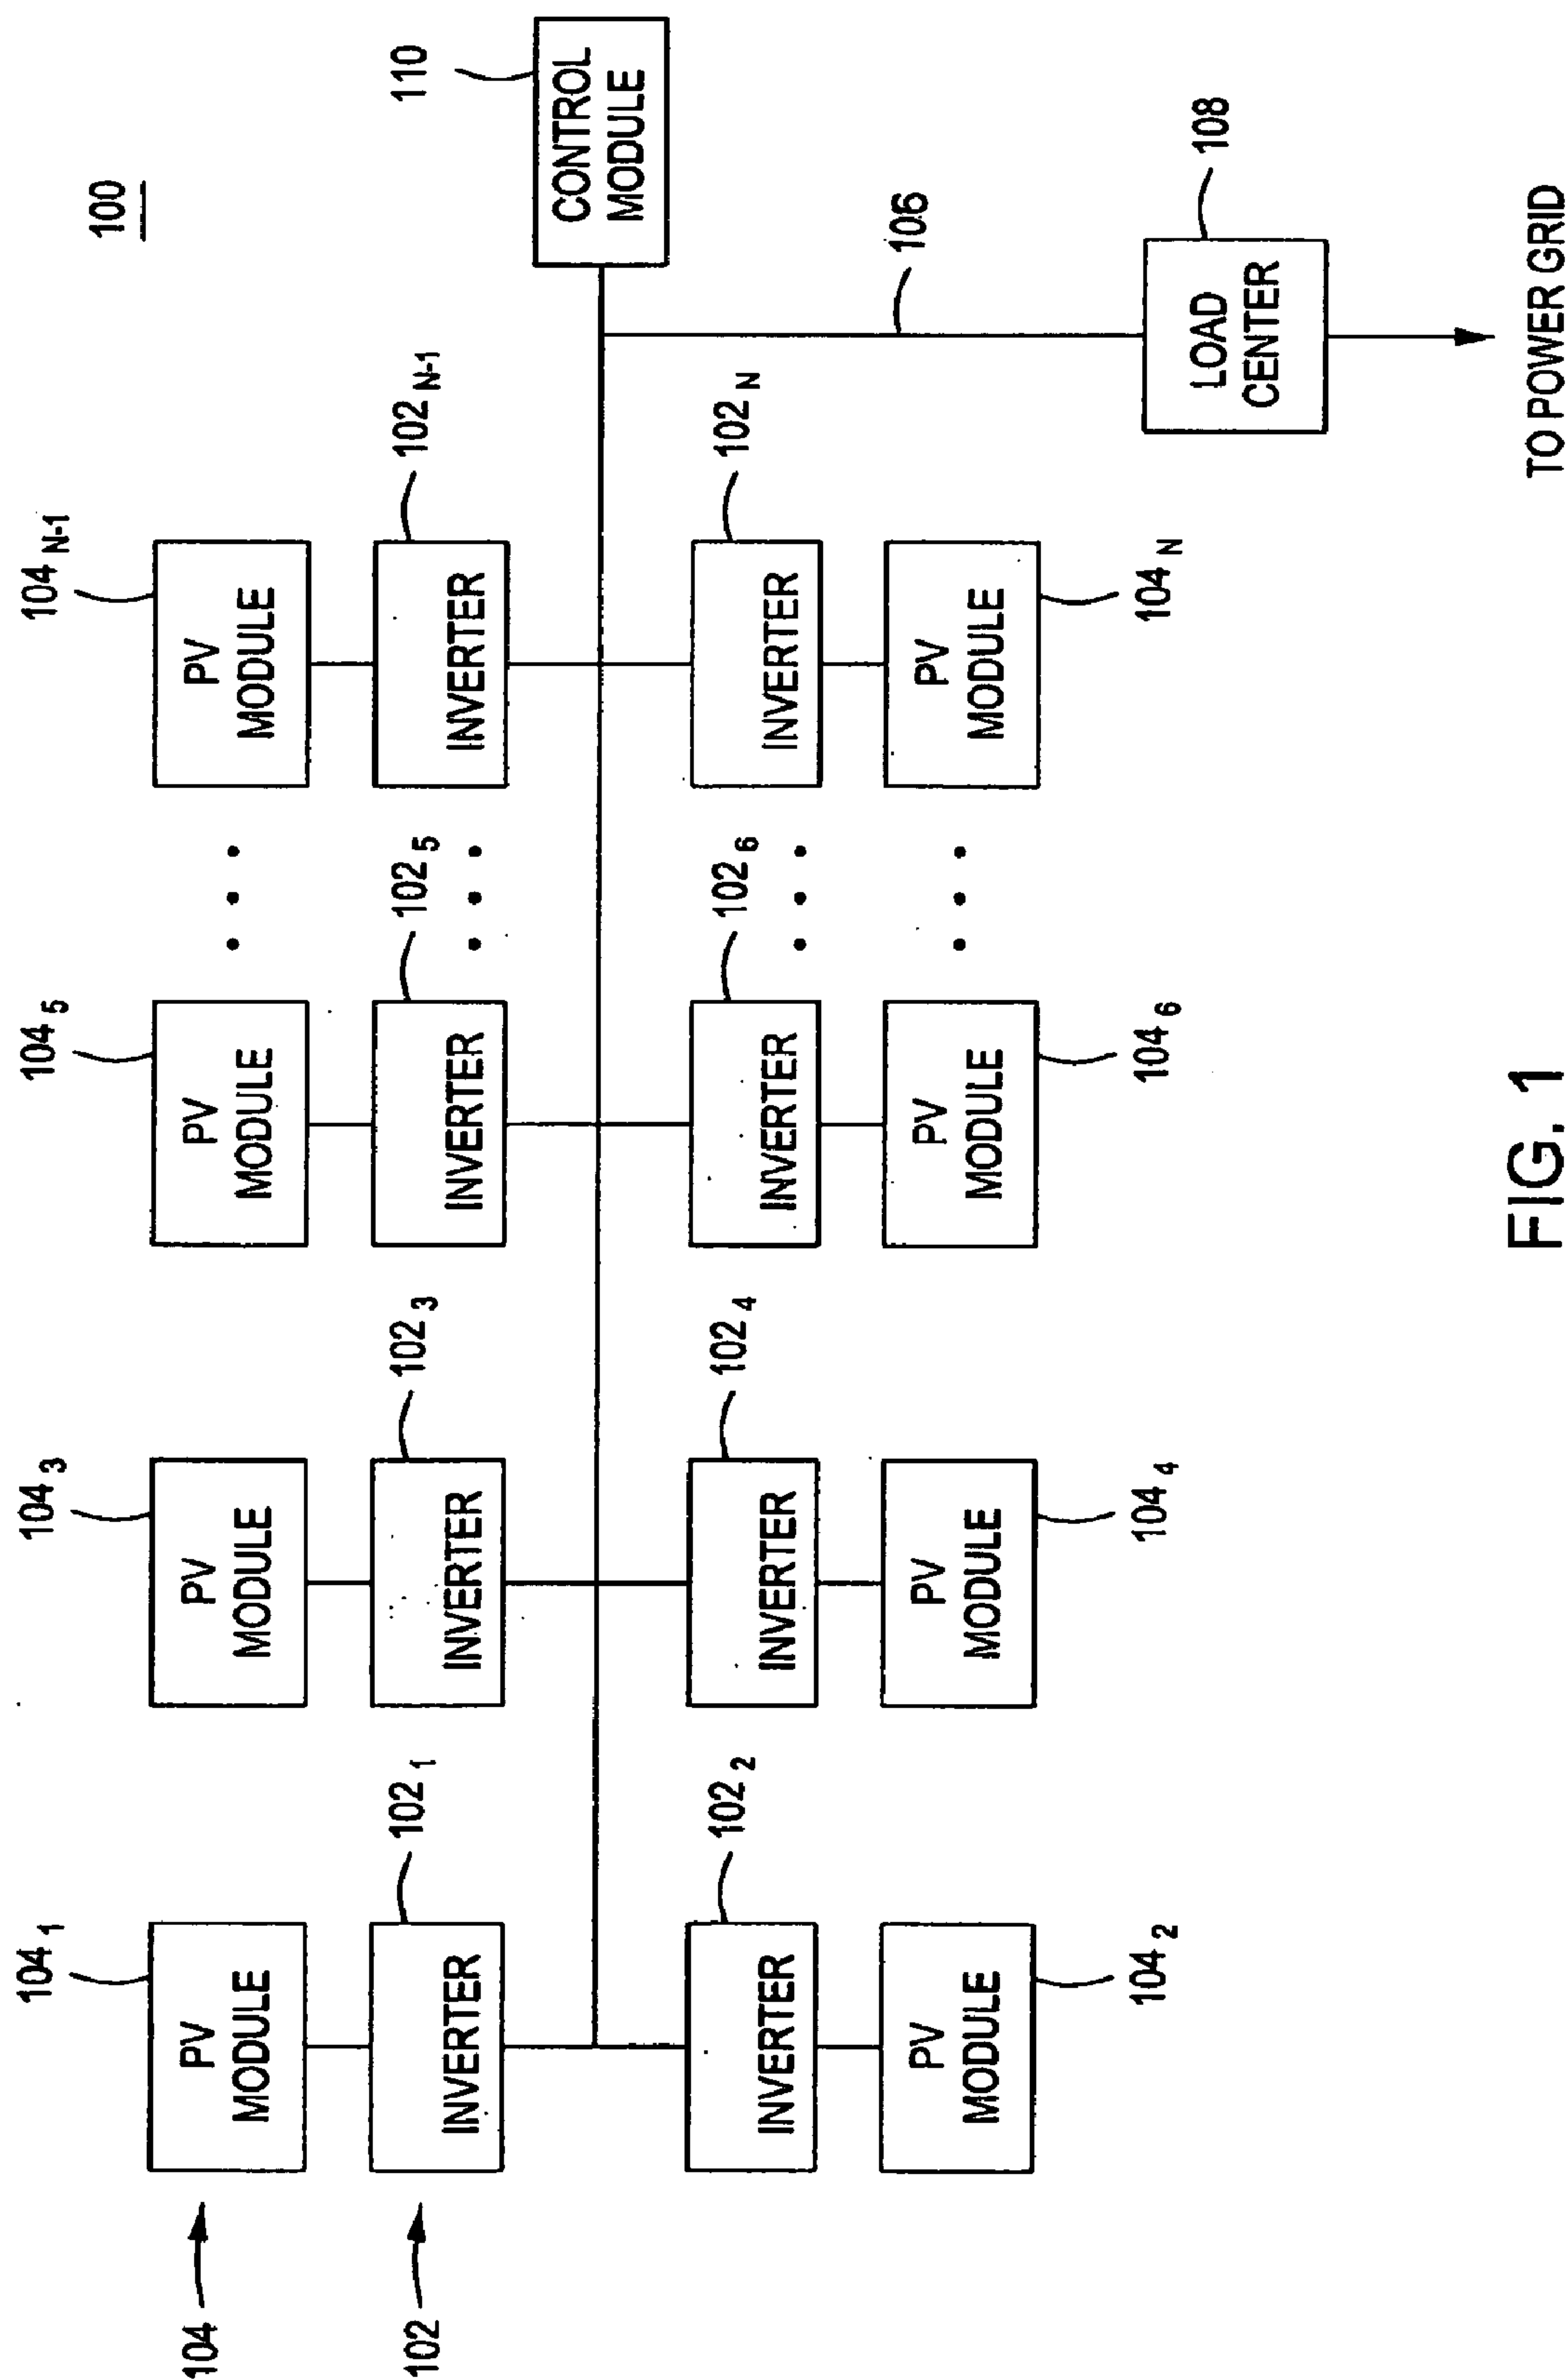 100
104 N-1
104 5
104 3
104 1
104
PV
MODULE
PV
MODULE
PV
MODULE
PV
MODULE
102 1
102 3
102 5
102 N-1
110
102
INVERTER
INVERTER
INVERTER
INVERTER
CONTROL
MODULE
102 2
102 4
102 6
102 N
106
INVERTER
INVERTER
INVERTER
INVERTER
PV
MODULE
PV
MODULE
PV
MODULE
PV
MODULE
104 2
104 4
104 6
104 N
108
LOAD
CENTER
TO POWER GRID
FIG. 1